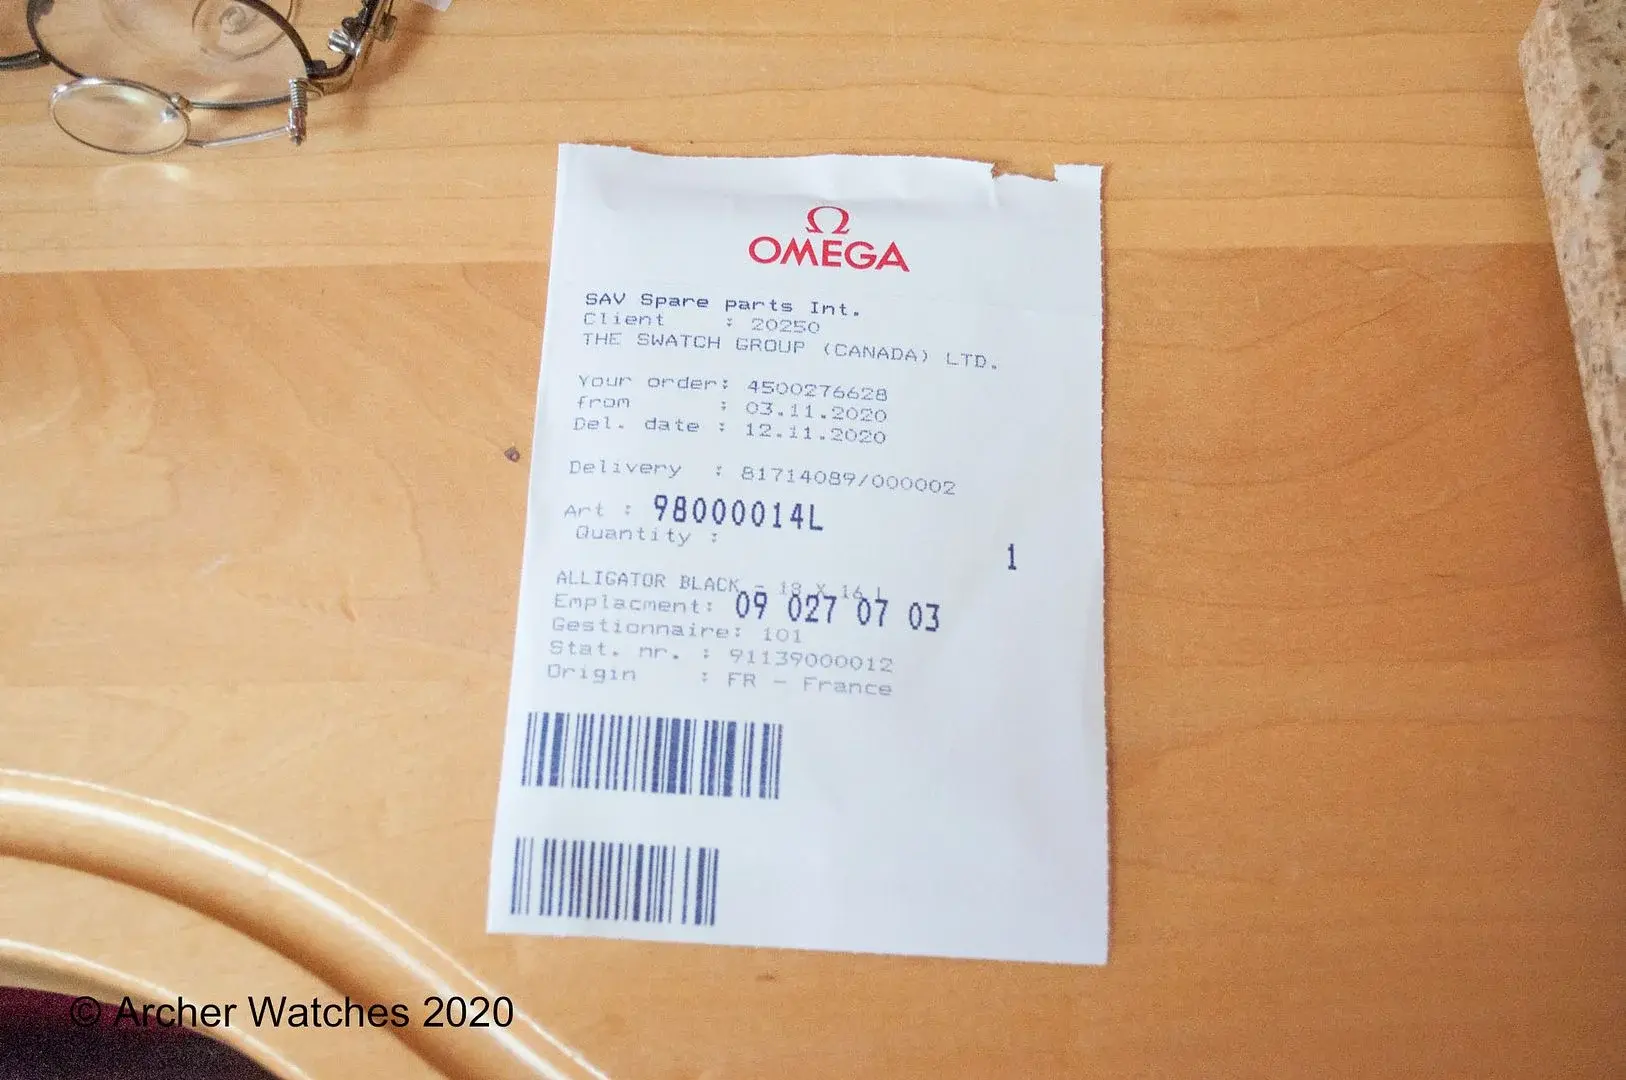 Ω
OMEGA
SAV Spare parts Int.
Client : 20250
THE SWATCH GROUP (CANADA) LTD.
Your order: 4500276628
from : 03.11.2020
Del. date : 12.11.2020
Delivery : 81714089/000002
Art : 98000014L
Quantity : 1
ALLIGATOR BLACK - 18 X 16 L
Emplacment: 09 027 07 03
Gestionnaire: 101
Stat. nr. : 91139000012
Origin : FR - France
© Archer Watches 2020